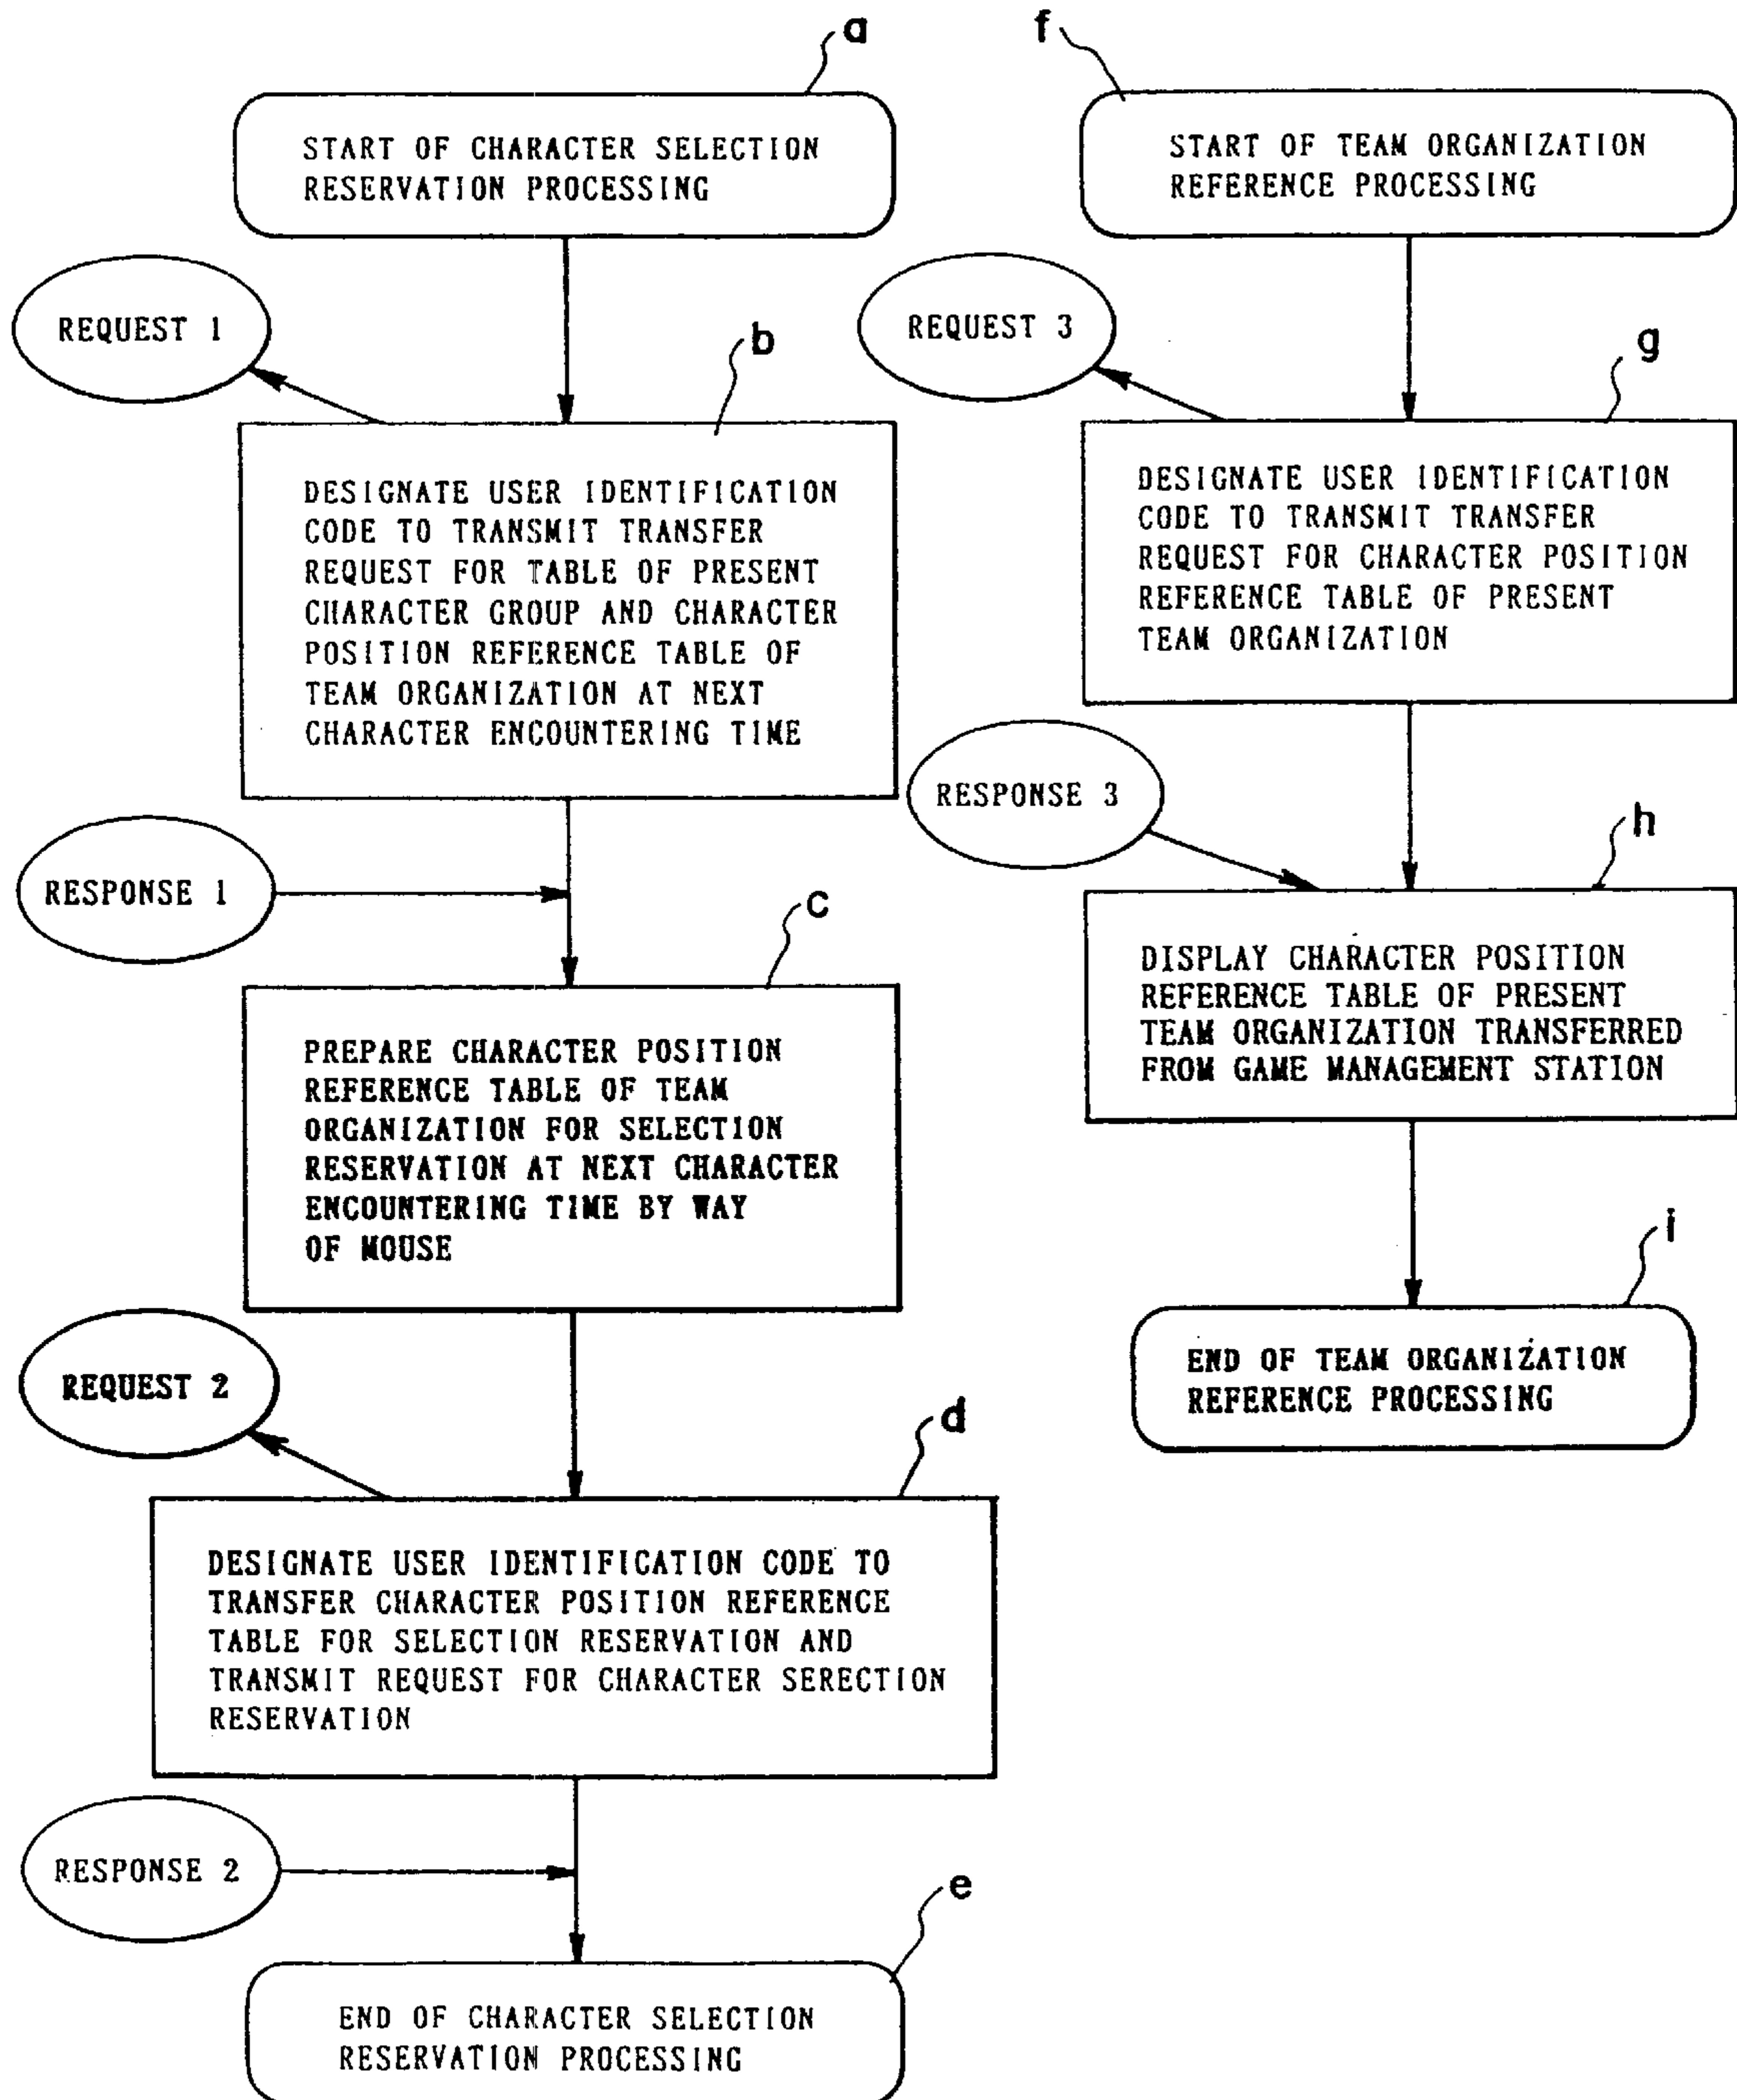 a
START OF CHARACTER SELECTION
RESERVATION PROCESSING
REQUEST 1
b
DESIGNATE USER IDENTIFICATION
CODE TO TRANSMIT TRANSFER
REQUEST FOR TABLE OF PRESENT
CHARACTER GROUP AND CHARACTER
POSITION REFERENCE TABLE OF
TEAM ORGANIZATION AT NEXT
CHARACTER ENCOUNTERING TIME
RESPONSE 1
c
PREPARE CHARACTER POSITION
REFERENCE TABLE OF TEAM
ORGANIZATION FOR SELECTION
RESERVATION AT NEXT CHARACTER
ENCOUNTERING TIME BY WAY
OF MOUSE
REQUEST 2
d
DESIGNATE USER IDENTIFICATION CODE TO
TRANSFER CHARACTER POSITION REFERENCE
TABLE FOR SELECTION RESERVATION AND
TRANSMIT REQUEST FOR CHARACTER SERECTION
RESERVATION
RESPONSE 2
e
END OF CHARACTER SELECTION
RESERVATION PROCESSING
f
START OF TEAM ORGANIZATION
REFERENCE PROCESSING
REQUEST 3
g
DESIGNATE USER IDENTIFICATION
CODE TO TRANSMIT TRANSFER
REQUEST FOR CHARACTER POSITION
REFERENCE TABLE OF PRESENT
TEAM ORGANIZATION
RESPONSE 3
h
DISPLAY CHARACTER POSITION
REFERENCE TABLE OF PRESENT
TEAM ORGANIZATION TRANSFERRED
FROM GAME MANAGEMENT STATION
i
END OF TEAM ORGANIZATION
REFERENCE PROCESSING